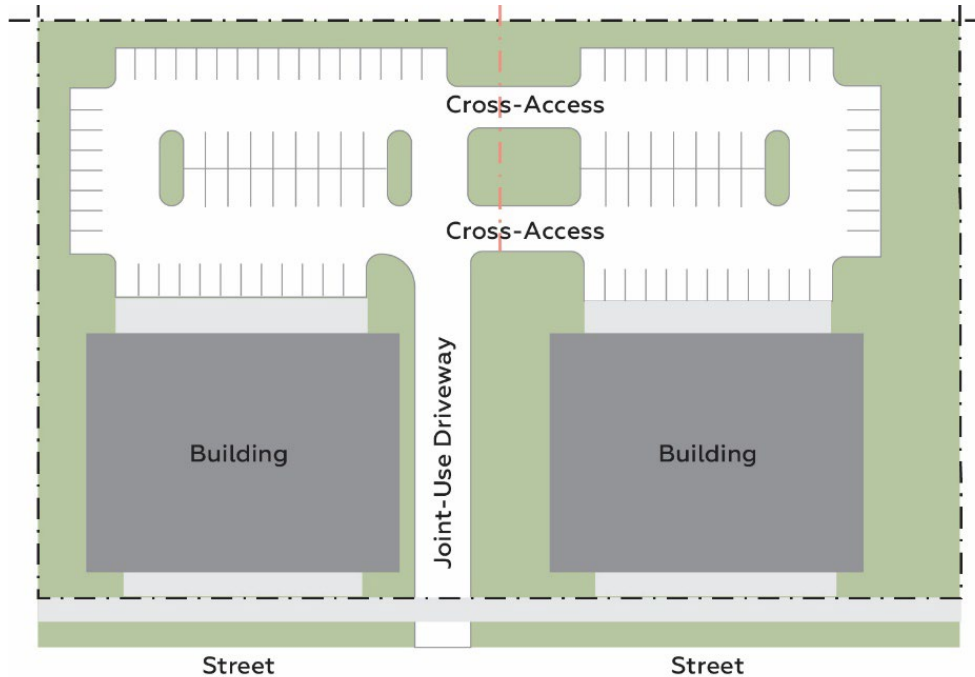 Cross-Access
Cross-Access
Joint-Use Driveway
Building
Building
Street
Street